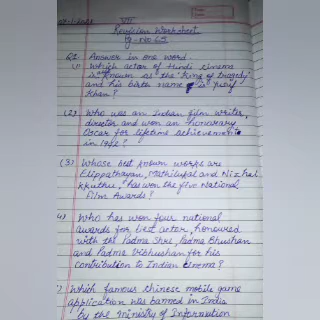 VII
Revision Worksheet
Pg-No-65
Q1 Answer in one word.
(1) Which actor of Hindi cinema
is known as the 'King of tragedy'
and his birth name is Yusuf
Khan?
(2) Who was an Indian film writer,
director and won an honorary
Oscar for lifetime achievement
in 1992?
(3) Whose best known works are
Elippathayam, Mathilukal and Nizhal
kkuthu, has won the five National
Film Awards?
4) Who has won four national
awards for best actor, honoured
with the Padma Shri, Padma Bhushan
and Padma Vibhushan for his
contribution to Indian cinema?
) Which famous chinese mobile game
application was banned in India
by the Ministry of Information